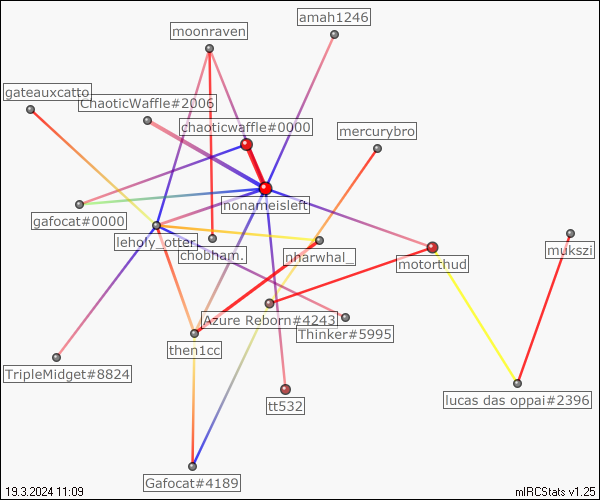 amah1246
moonraven
gateauxcatto
ChaoticWaffle#2006
chaoticwaffle#0000
mercurybro
nonameisleft
gafocat#0000
lehofy_otter
chobham.
nharwhal_
motorthud
mukszi
Azure Reborn#4243
Thinker#5995
then1cc
TripleMidget#8824
tt532
lucas das oppai#2396
Gafocat#4189
19.3.2024 11:09
mIRCStats v1.25